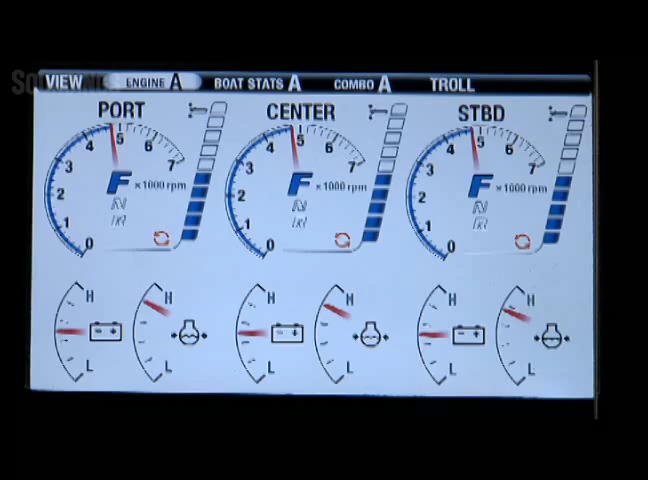 VIEW ENGINE A BOAT STATS A COMBO A TROLL
PORT CENTER STBD
4 5 6 4 5 6 4 5 6
3 7 3 7 3 7
2 F × 1000 rpm 2 F × 1000 rpm 2 F × 1000 rpm
N N N
1 R 1 R 1 R
0 0 0
H H H H H H
L L L L L L